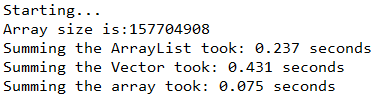 Starting...
Array size is:157704908
Summing the ArrayList took: 0.237 seconds
Summing the Vector took: 0.431 seconds
Summing the array took: 0.075 seconds